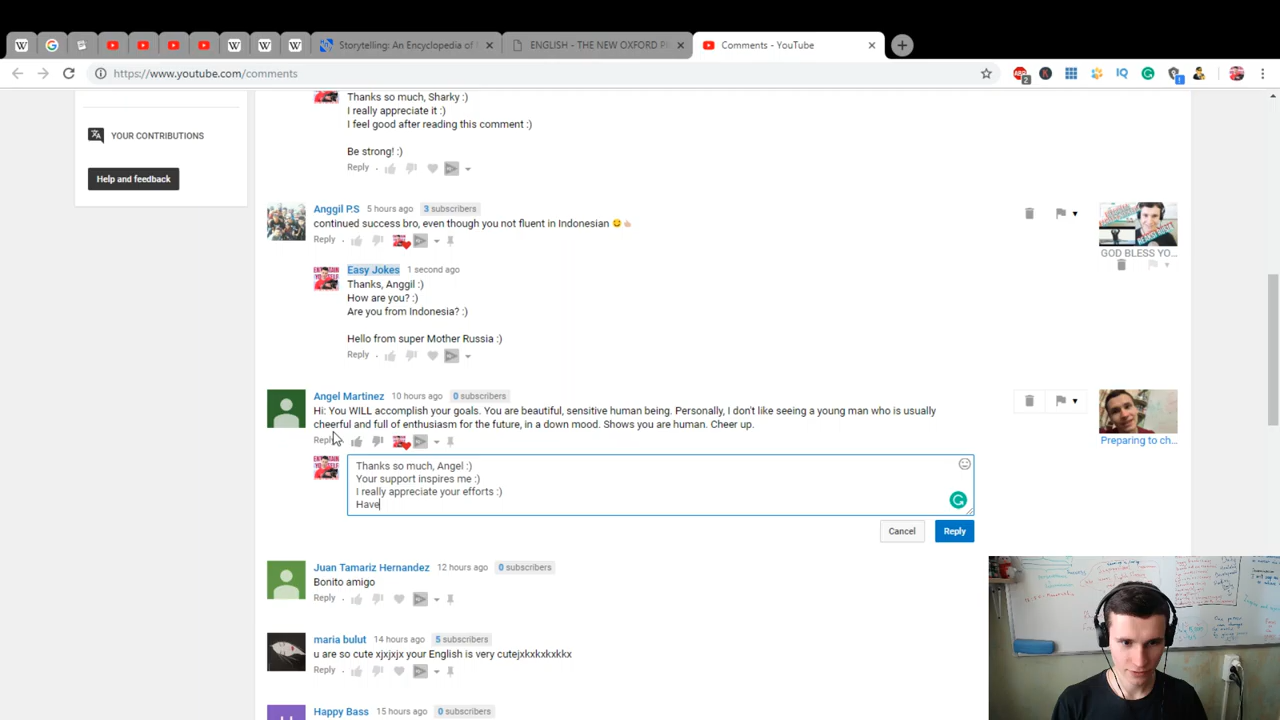 Storytelling: An Encyclopedia of
ENGLISH - THE NEW OXFORD PI
Comments - YouTube
https://www.youtube.com/comments
YOUR CONTRIBUTIONS
Help and feedback
Thanks so much, Sharky :)
I really appreciate it :)
I feel good after reading this comment :)
Be strong! :)
Reply
Anggil P.S 5 hours ago 3 subscribers
continued success bro, even though you not fluent in Indonesian
Reply
GOD BLESS YO...
Easy Jokes 1 second ago
Thanks, Anggil :)
How are you? :)
Are you from Indonesia? :)
Hello from super Mother Russia :)
Reply
Angel Martinez 10 hours ago 0 subscribers
Hi: You WILL accomplish your goals. You are beautiful, sensitive human being. Personally, I don't like seeing a young man who is usually
cheerful and full of enthusiasm for the future, in a down mood. Shows you are human. Cheer up.
Reply
Preparing to ch...
Thanks so much, Angel :)
Your support inspires me :)
I really appreciate your efforts :)
Have
Cancel
Reply
Juan Tamariz Hernandez 12 hours ago 0 subscribers
Bonito amigo
Reply
maria bulut 14 hours ago 5 subscribers
u are so cute xjxjxjx your English is very cutejxkxkxkxkkx
Reply
Happy Bass 15 hours ago 0 subscribers